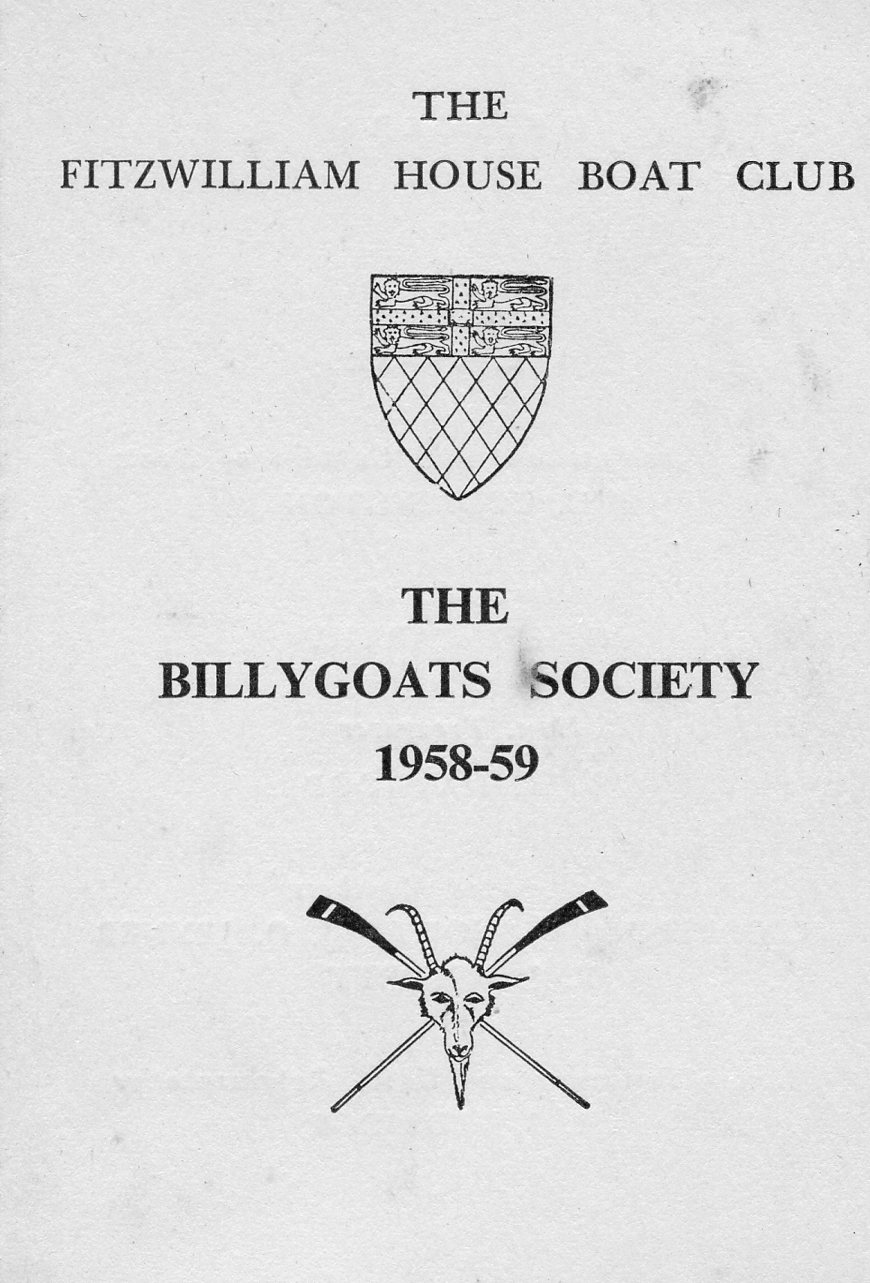 THE
FITZWILLIAM HOUSE BOAT CLUB
THE
BILLYGOATS SOCIETY
1958-59